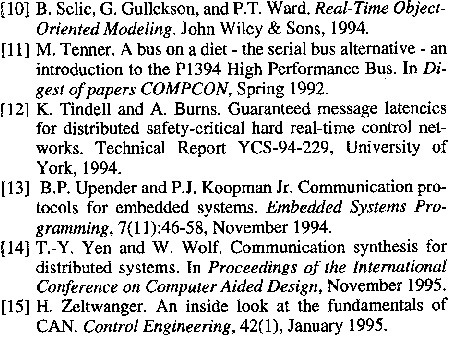 [10] B. Selic, G. Gullekson, and P.T. Ward. Real-Time Object-
Oriented Modeling. John Wiley & Sons, 1994.
[11] M. Tenner. A bus on a diet - the serial bus alternative - an
introduction to the P1394 High Performance Bus. In Di-
gest of papers COMPCON, Spring 1992.
[12] K. Tindell and A. Burns. Guaranteed message latencies
for distributed safety-critical hard real-time control net-
works. Technical Report YCS-94-229, University of
York, 1994.
[13] B.P. Upender and P.J. Koopman Jr. Communication pro-
tocols for embedded systems. Embedded Systems Pro-
gramming, 7(11):46-58, November 1994.
[14] T.-Y. Yen and W. Wolf. Communication synthesis for
distributed systems. In Proceedings of the International
Conference on Computer Aided Design, November 1995.
[15] H. Zeltwanger. An inside look at the fundamentals of
CAN. Control Engineering, 42(1), January 1995.